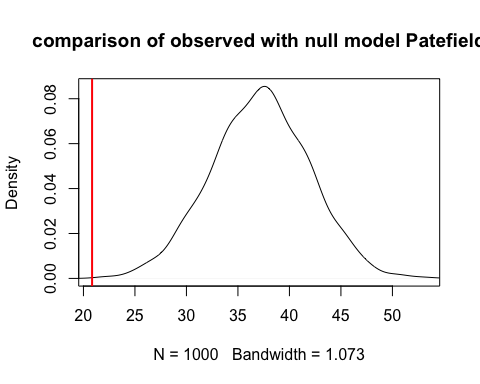 comparison of observed with null model Patefield
Density
0.00 0.02 0.04 0.06 0.08
20 25 30 35 40 45 50
N = 1000 Bandwidth = 1.073